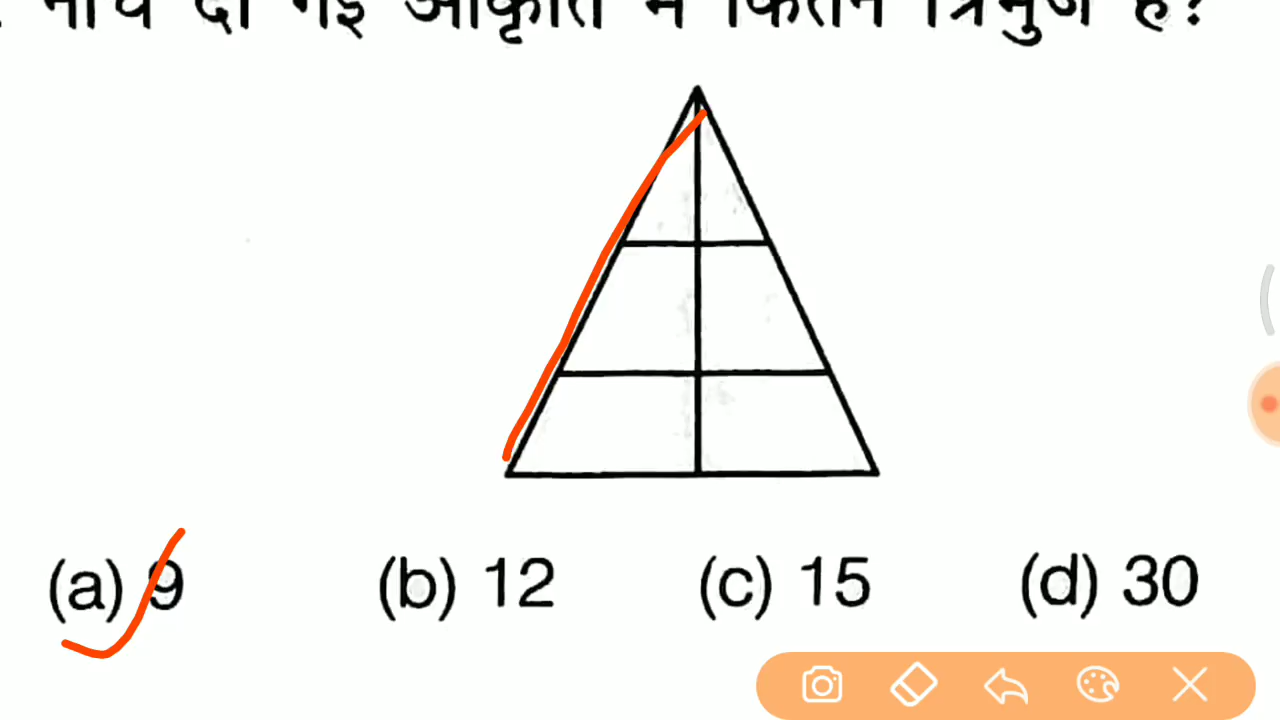 नीचे दी गई आकृति में कितने त्रिभुज हैं?
(a) 9 (b) 12 (c) 15 (d) 30